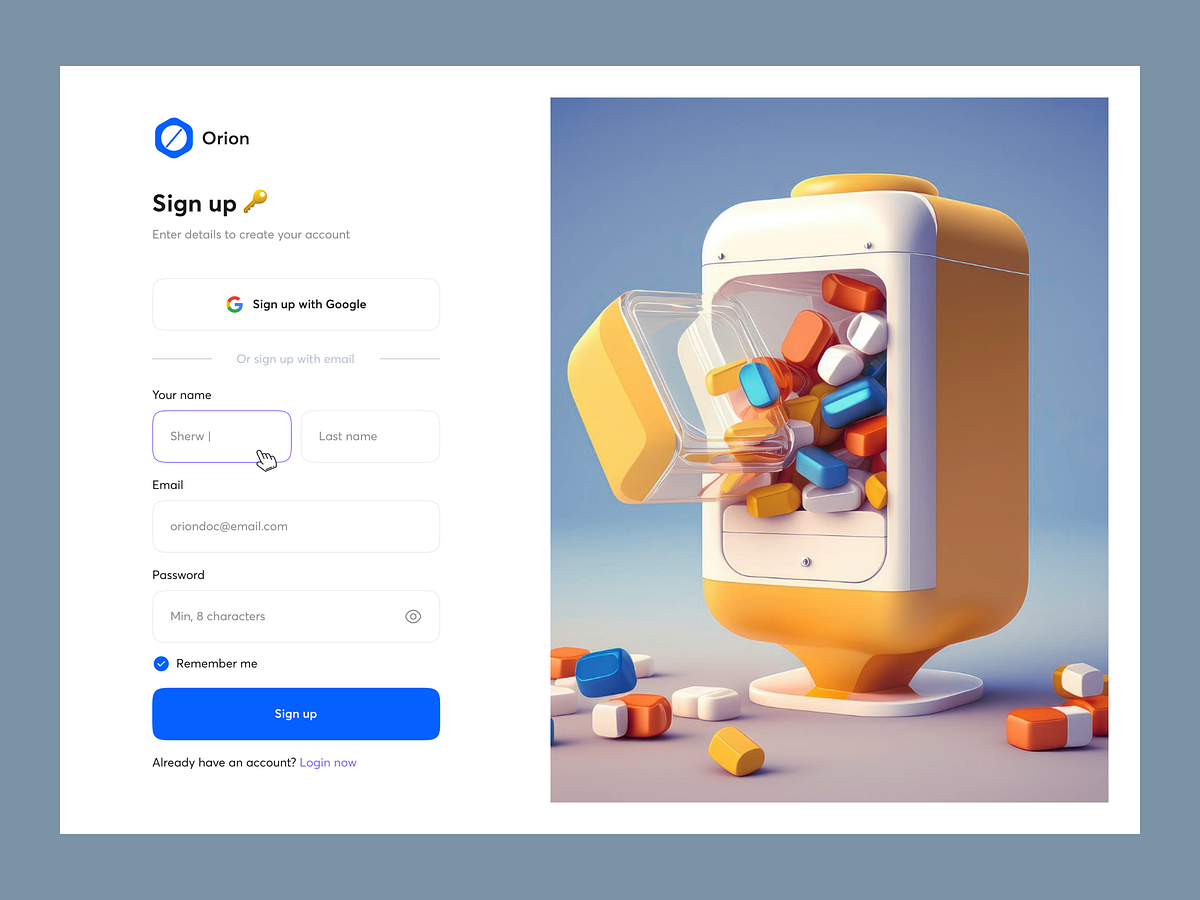 Orion
Sign up 🔑
Enter details to create your account
Sign up with Google
Or sign up with email
Your name
Sherw |
Last name
Email
oriondoc@email.com
Password
Min, 8 characters
Remember me
Sign up
Already have an account? Login now